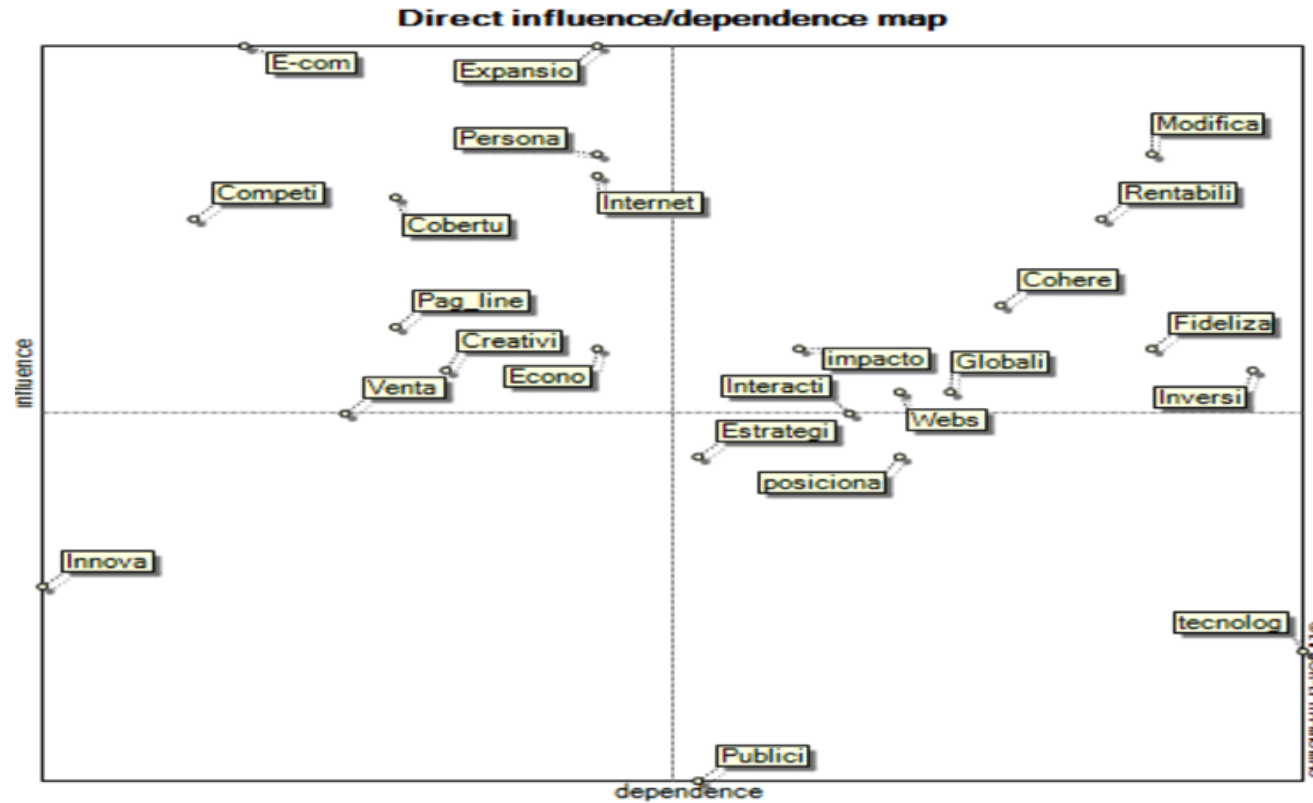 Direct influence/dependence map
E-com
Expansio
Persona
Modifica
Competi
Internet
Rentabili
Cobertu
Cohere
Pag_line
Creativi
Econo
impacto
Globali
Fideliza
Venta
Interacti
Inversi
Webs
Estrategi
posiciona
Innova
tecnolog
Publici
influence
dependence